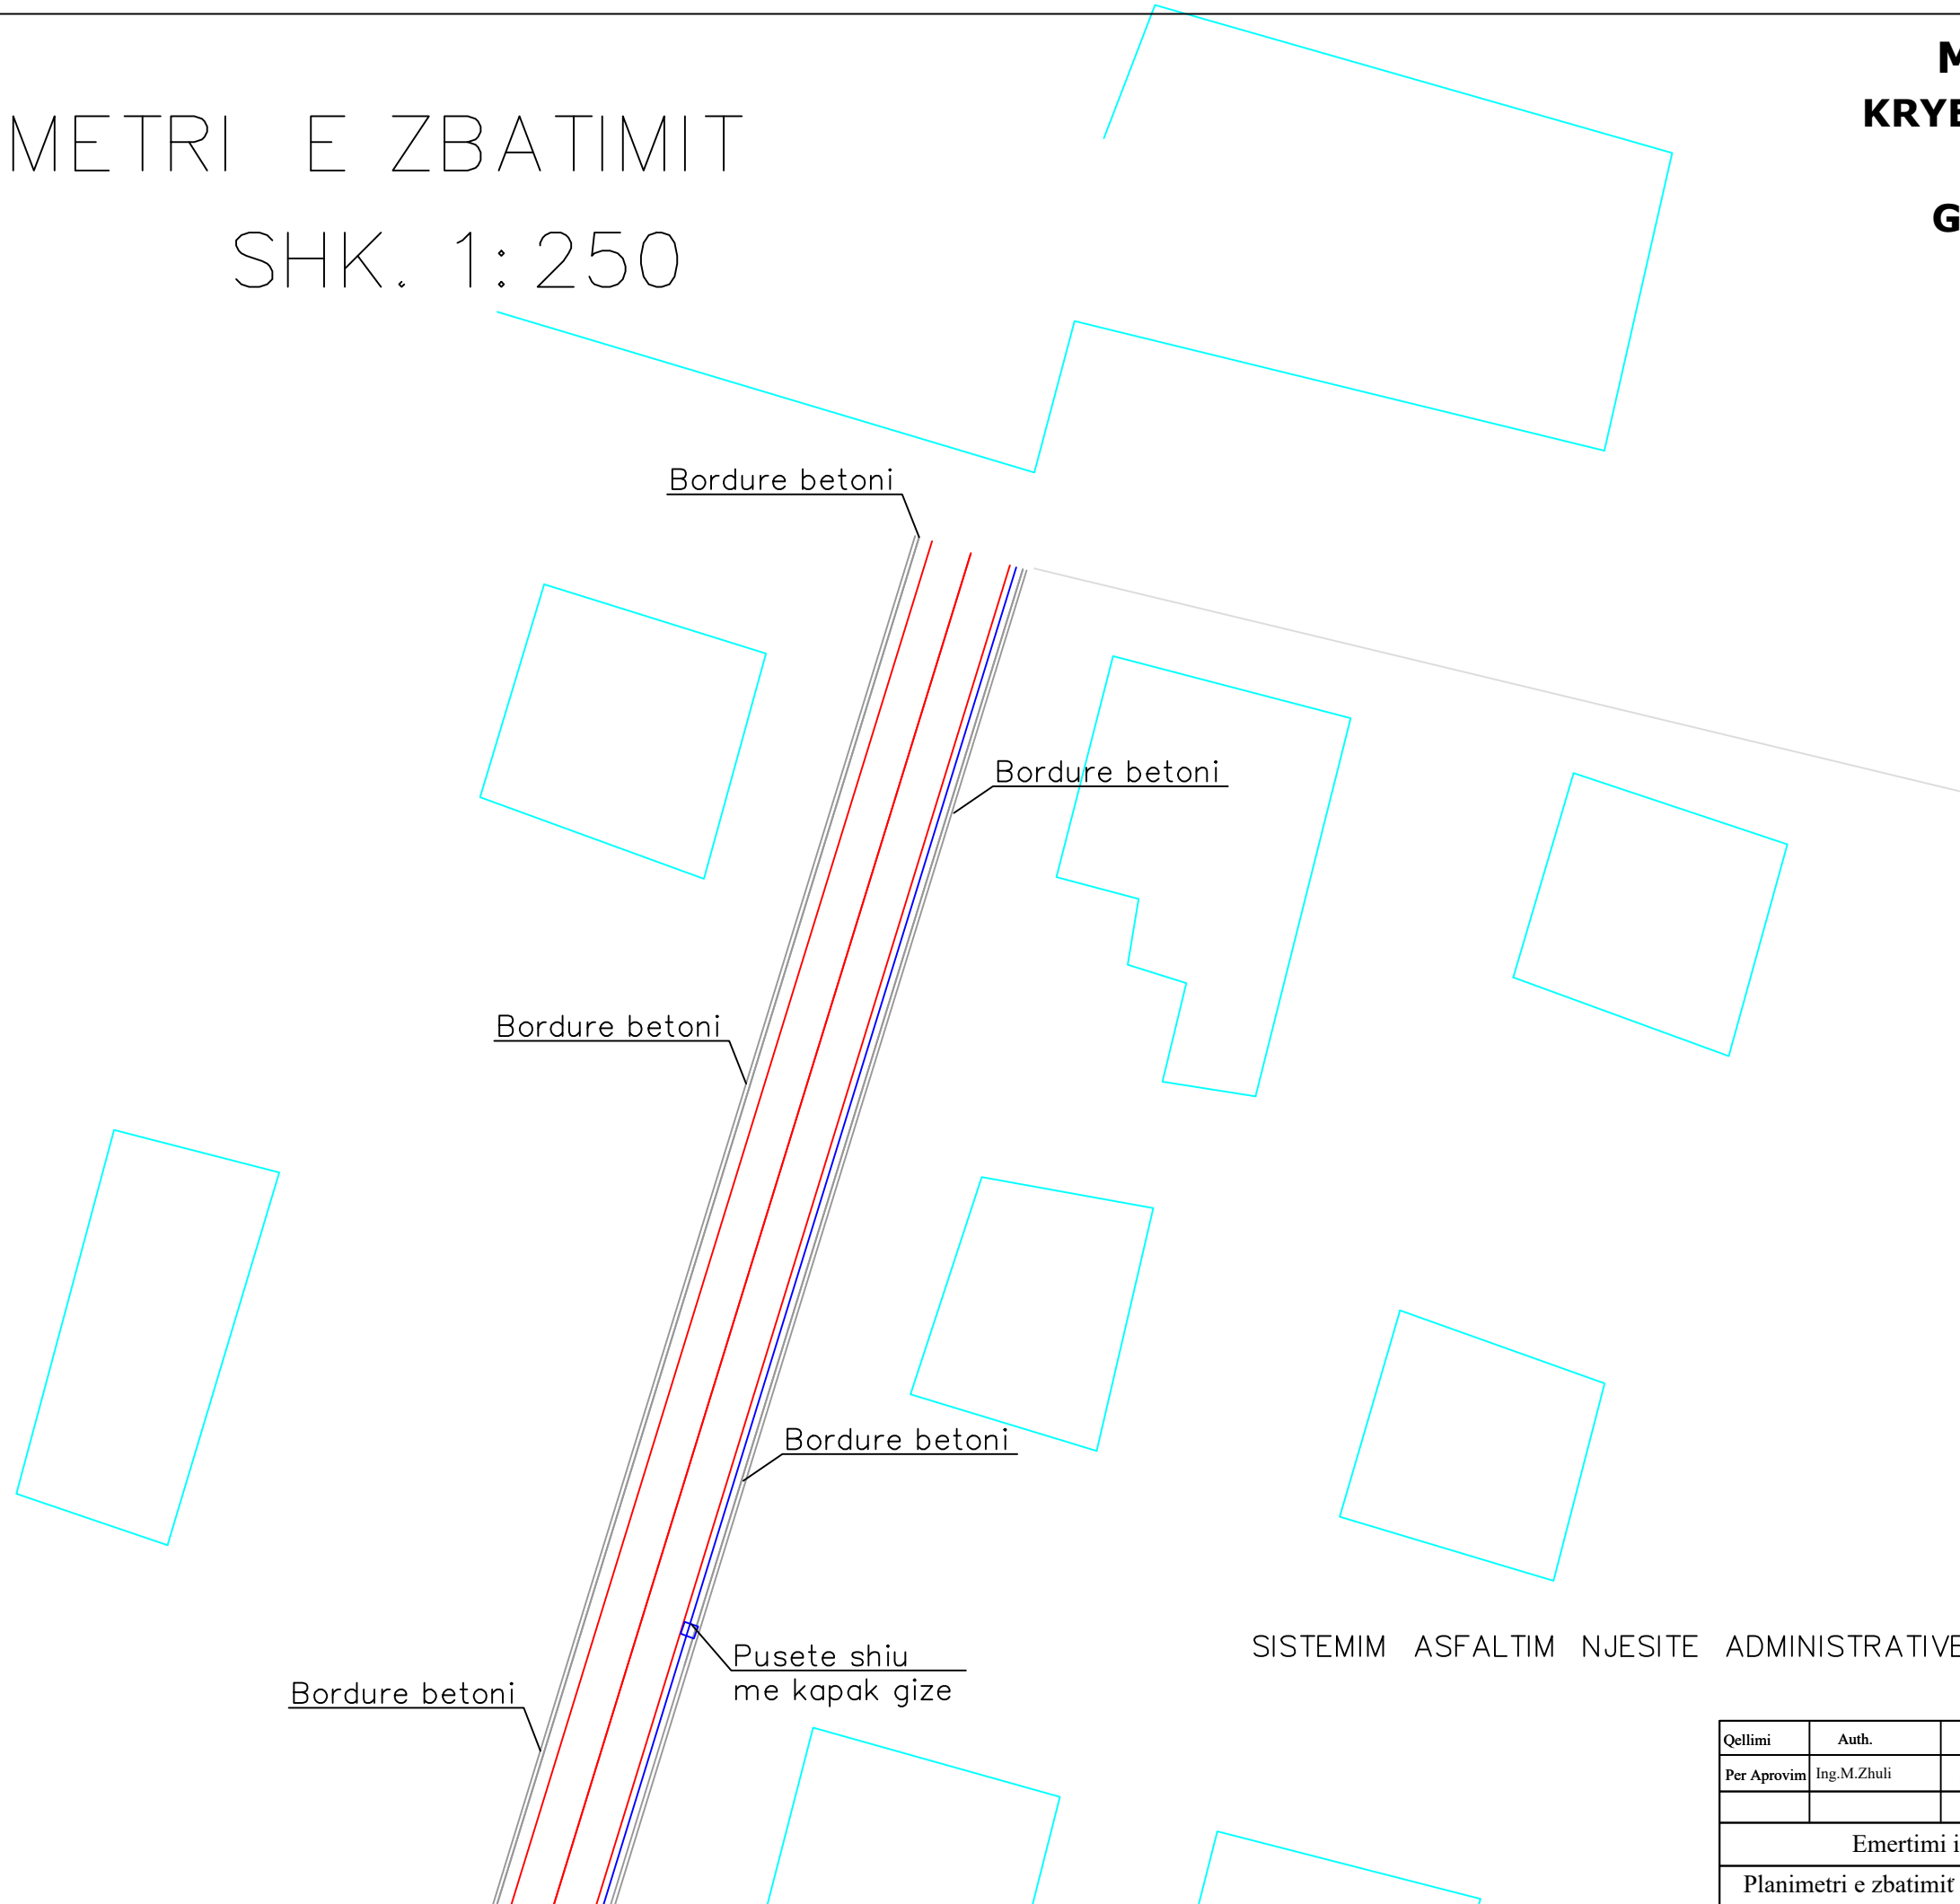 METRI E ZBATIMIT
SHK. 1:250
Bordure betoni
Bordure betoni
Bordure betoni
Bordure betoni
Pusete shiu
me kapak gize
Bordure betoni
SISTEMIM ASFALTIM NJESITE ADMINISTRATIVE
Qellimi Auth.
Per Aprovim Ing.M.Zhuli
Emertimi i
Planimetri e zbatimit